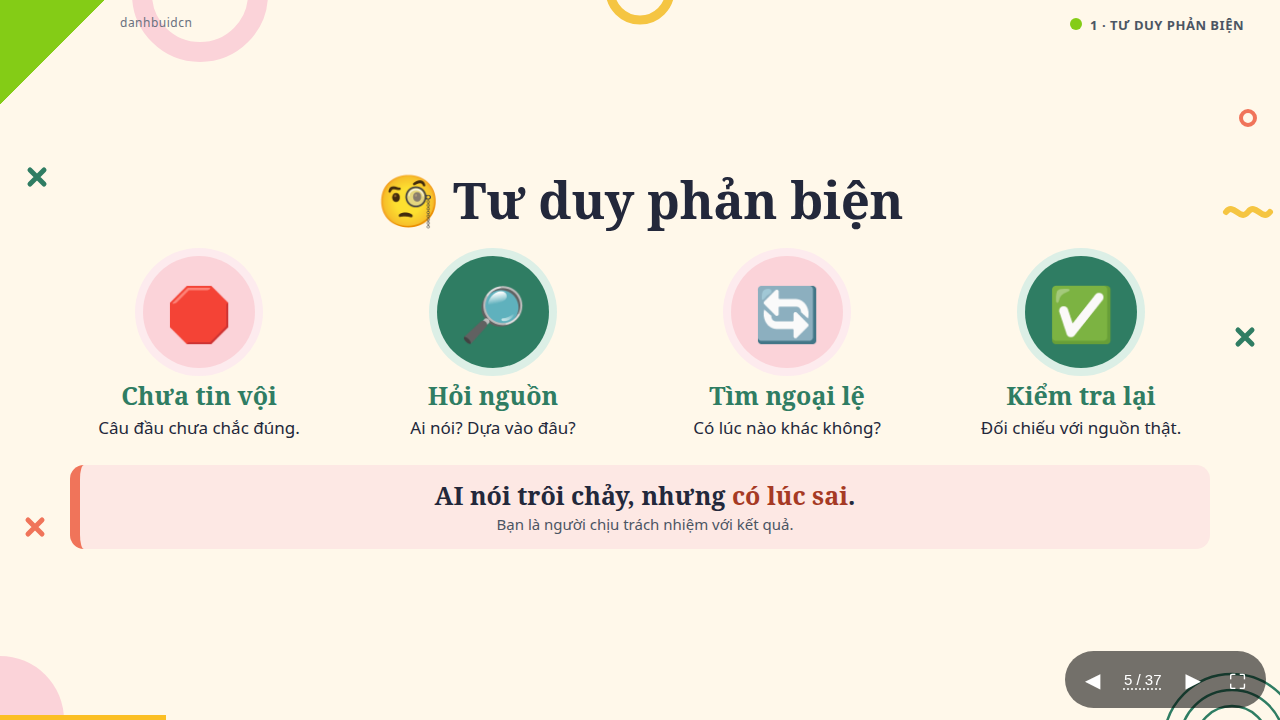 danhbuidcn
1 · TƯ DUY PHẢN BIỆN
Tư duy phản biện
Chưa tin vội
Câu đầu chưa chắc đúng.
Hỏi nguồn
Ai nói? Dựa vào đâu?
Tìm ngoại lệ
Có lúc nào khác không?
Kiểm tra lại
Đối chiếu với nguồn thật.
AI nói trôi chảy, nhưng có lúc sai.
Bạn là người chịu trách nhiệm với kết quả.
5 / 37